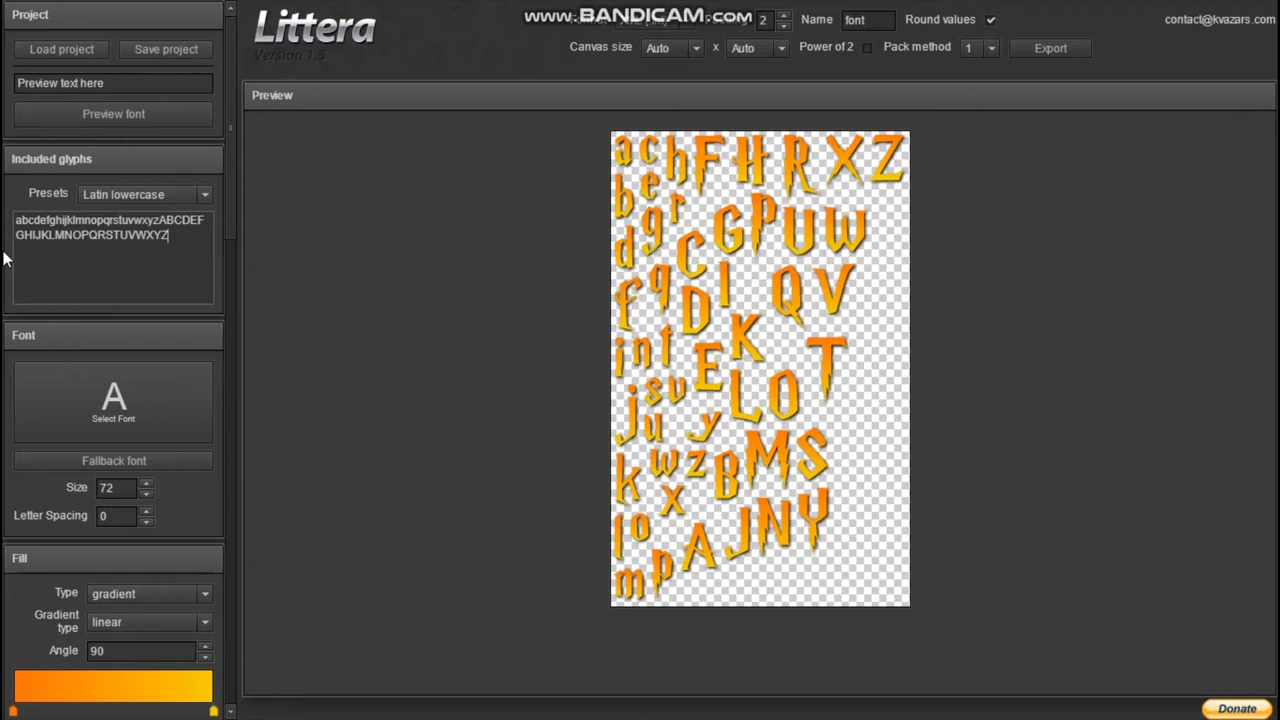 Project
Load project
Save project
Preview text here
Preview font
Included glyphs
Presets
Latin lowercase
abcdefghijklmnopqrstuvwxyzABCDEF
GHIJKLMNOPQRSTUVWXYZ
Font
A
Select Font
Fallback font
Size
72
Letter Spacing
0
Fill
Type
gradient
Gradient
type
linear
Angle
90
Littera
Version 1.5
www.BANDICAM.com
2
Name
font
Round values
contact@kvazars.com
Canvas size
Auto
x
Auto
Power of 2
Pack method
1
Export
Preview
a c h F H R X Z
b e r
d g C G P U W
f q D I Q V
i n t E K T
j s v L O
u y
k w z B M S
x
l o A J N Y
m p
Donate